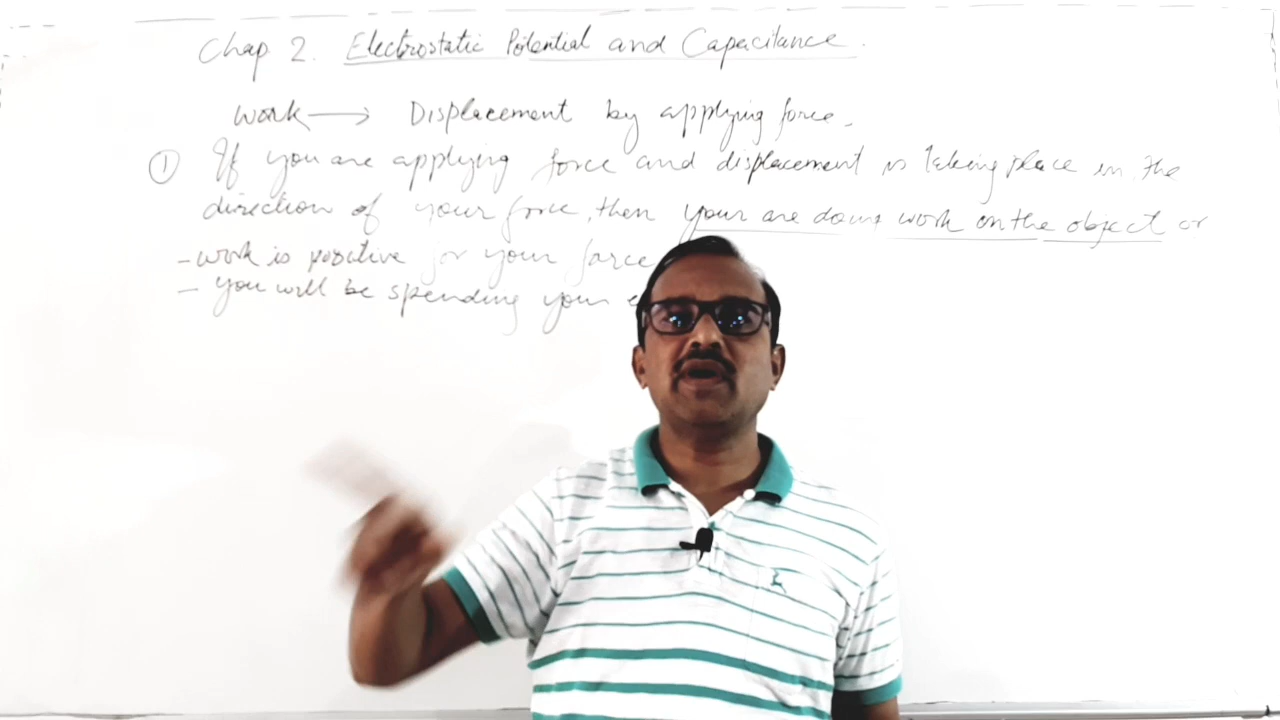 Chap 2. Electrostatic Potential and Capacitance.
work → Displacement by applying force.
① If you are applying force and displacement is taking place in the
direction of your force, then your are doing work on the object or
- work is positive for your force
- you will be spending your